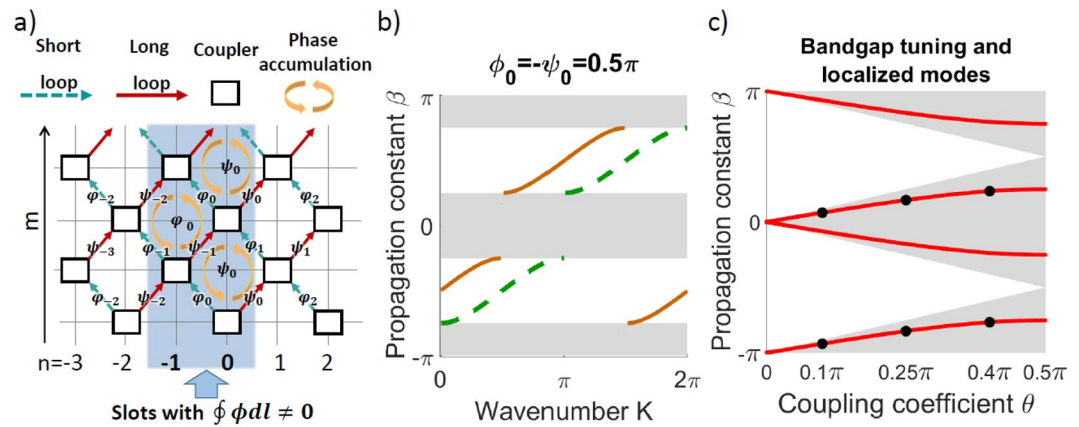 a)
Short
loop
Long
loop
Coupler
Phase
accumulation
m
ψ₀
φ₋₂ ψ₋₂ φ₀ ψ₀ φ₂
φ₀
ψ₋₃ φ₋₁ ψ₋₁ φ₁ ψ₁
ψ₀
φ₋₂ ψ₋₂ φ₀ ψ₀ φ₂
n=-3 -2 -1 0 1 2
Slots with ∮ϕdl ≠ 0
b)
ϕ₀=-ψ₀=0.5π
Propagation constant β
π
0
-π
0 π 2π
Wavenumber K
c)
Bandgap tuning and
localized modes
Propagation constant β
π
0
-π
0 0.1π 0.25π 0.4π 0.5π
Coupling coefficient θ